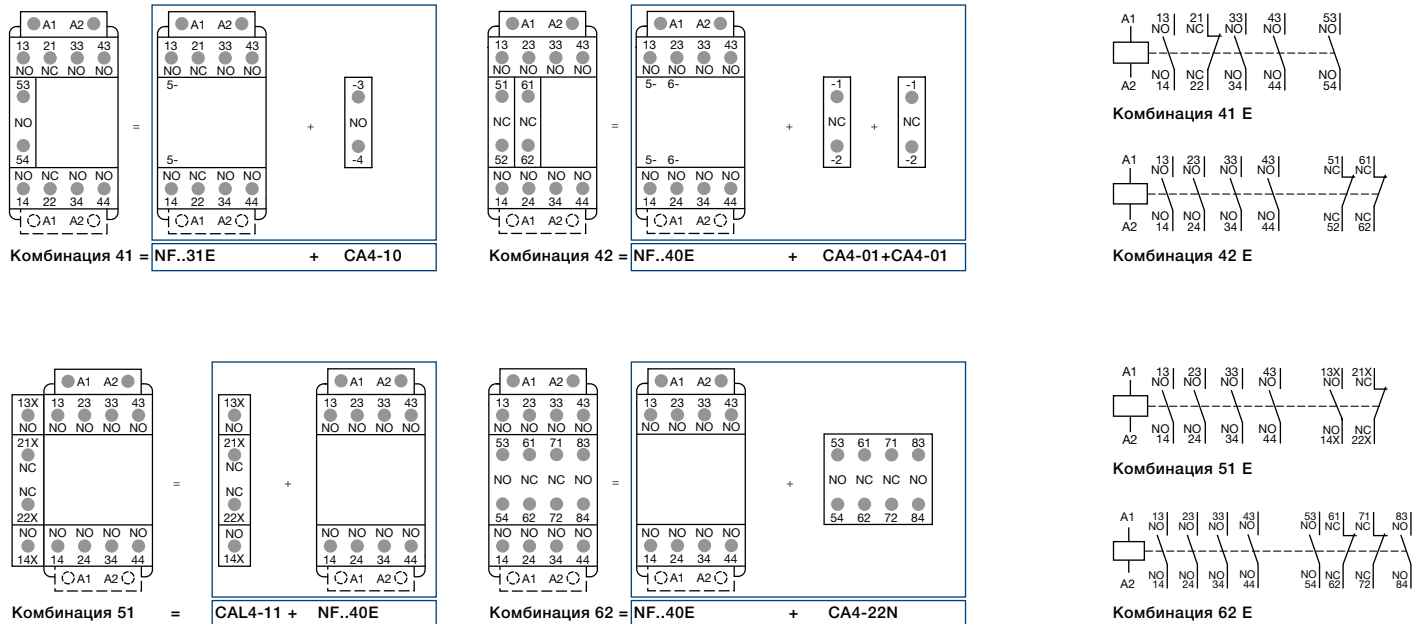 A1 A2
13 21 33 43
NO NC NO NO
53
NO
54
NO NC NO NO
14 22 34 44
A1 A2
=
A1 A2
13 21 33 43
NO NC NO NO
5-
5-
NO NC NO NO
14 22 34 44
A1 A2
+
-3
NO
-4
Комбинация 41 = NF..31E + CA4-10
A1 A2
13 23 33 43
NO NO NO NO
51 61
NC NC
52 62
NO NO NO NO
14 24 34 44
A1 A2
=
A1 A2
13 23 33 43
NO NO NO NO
5- 6-
5- 6-
NO NO NO NO
14 24 34 44
A1 A2
+
-1
NC
-2
+
-1
NC
-2
Комбинация 42 = NF..40E + CA4-01+CA4-01
A1 13 21 33 43 53
NO NC NO NO NO
NO NC NO NO NO
A2 14 22 34 44 54
Комбинация 41 E
A1 13 23 33 43 51 61
NO NO NO NO NC NC
NO NO NO NO NC NC
A2 14 24 34 44 52 62
Комбинация 42 E
A1 A2
13X 13 23 33 43
NO NO NO NO NO
21X
NC
NC
22X
NO NO NO NO NO
14X 14 24 34 44
A1 A2
=
13X
NO
21X
NC
NC
22X
NO
14X
+
A1 A2
13 23 33 43
NO NO NO NO
NO NO NO NO
14 24 34 44
A1 A2
Комбинация 51 = CAL4-11 + NF..40E
A1 A2
13 23 33 43
NO NO NO NO
53 61 71 83
NO NC NC NO
54 62 72 84
NO NO NO NO
14 24 34 44
A1 A2
=
A1 A2
13 23 33 43
NO NO NO NO
NO NO NO NO
14 24 34 44
A1 A2
+
53 61 71 83
NO NC NC NO
54 62 72 84
Комбинация 62 = NF..40E + CA4-22N
A1 13 23 33 43 13X 21X
NO NO NO NO NO NC
NO NO NO NO NO NC
A2 14 24 34 44 14X 22X
Комбинация 51 E
A1 13 23 33 43 53 61 71 83
NO NO NO NO NO NC NC NO
NO NO NO NO NO NC NC NO
A2 14 24 34 44 54 62 72 84
Комбинация 62 E